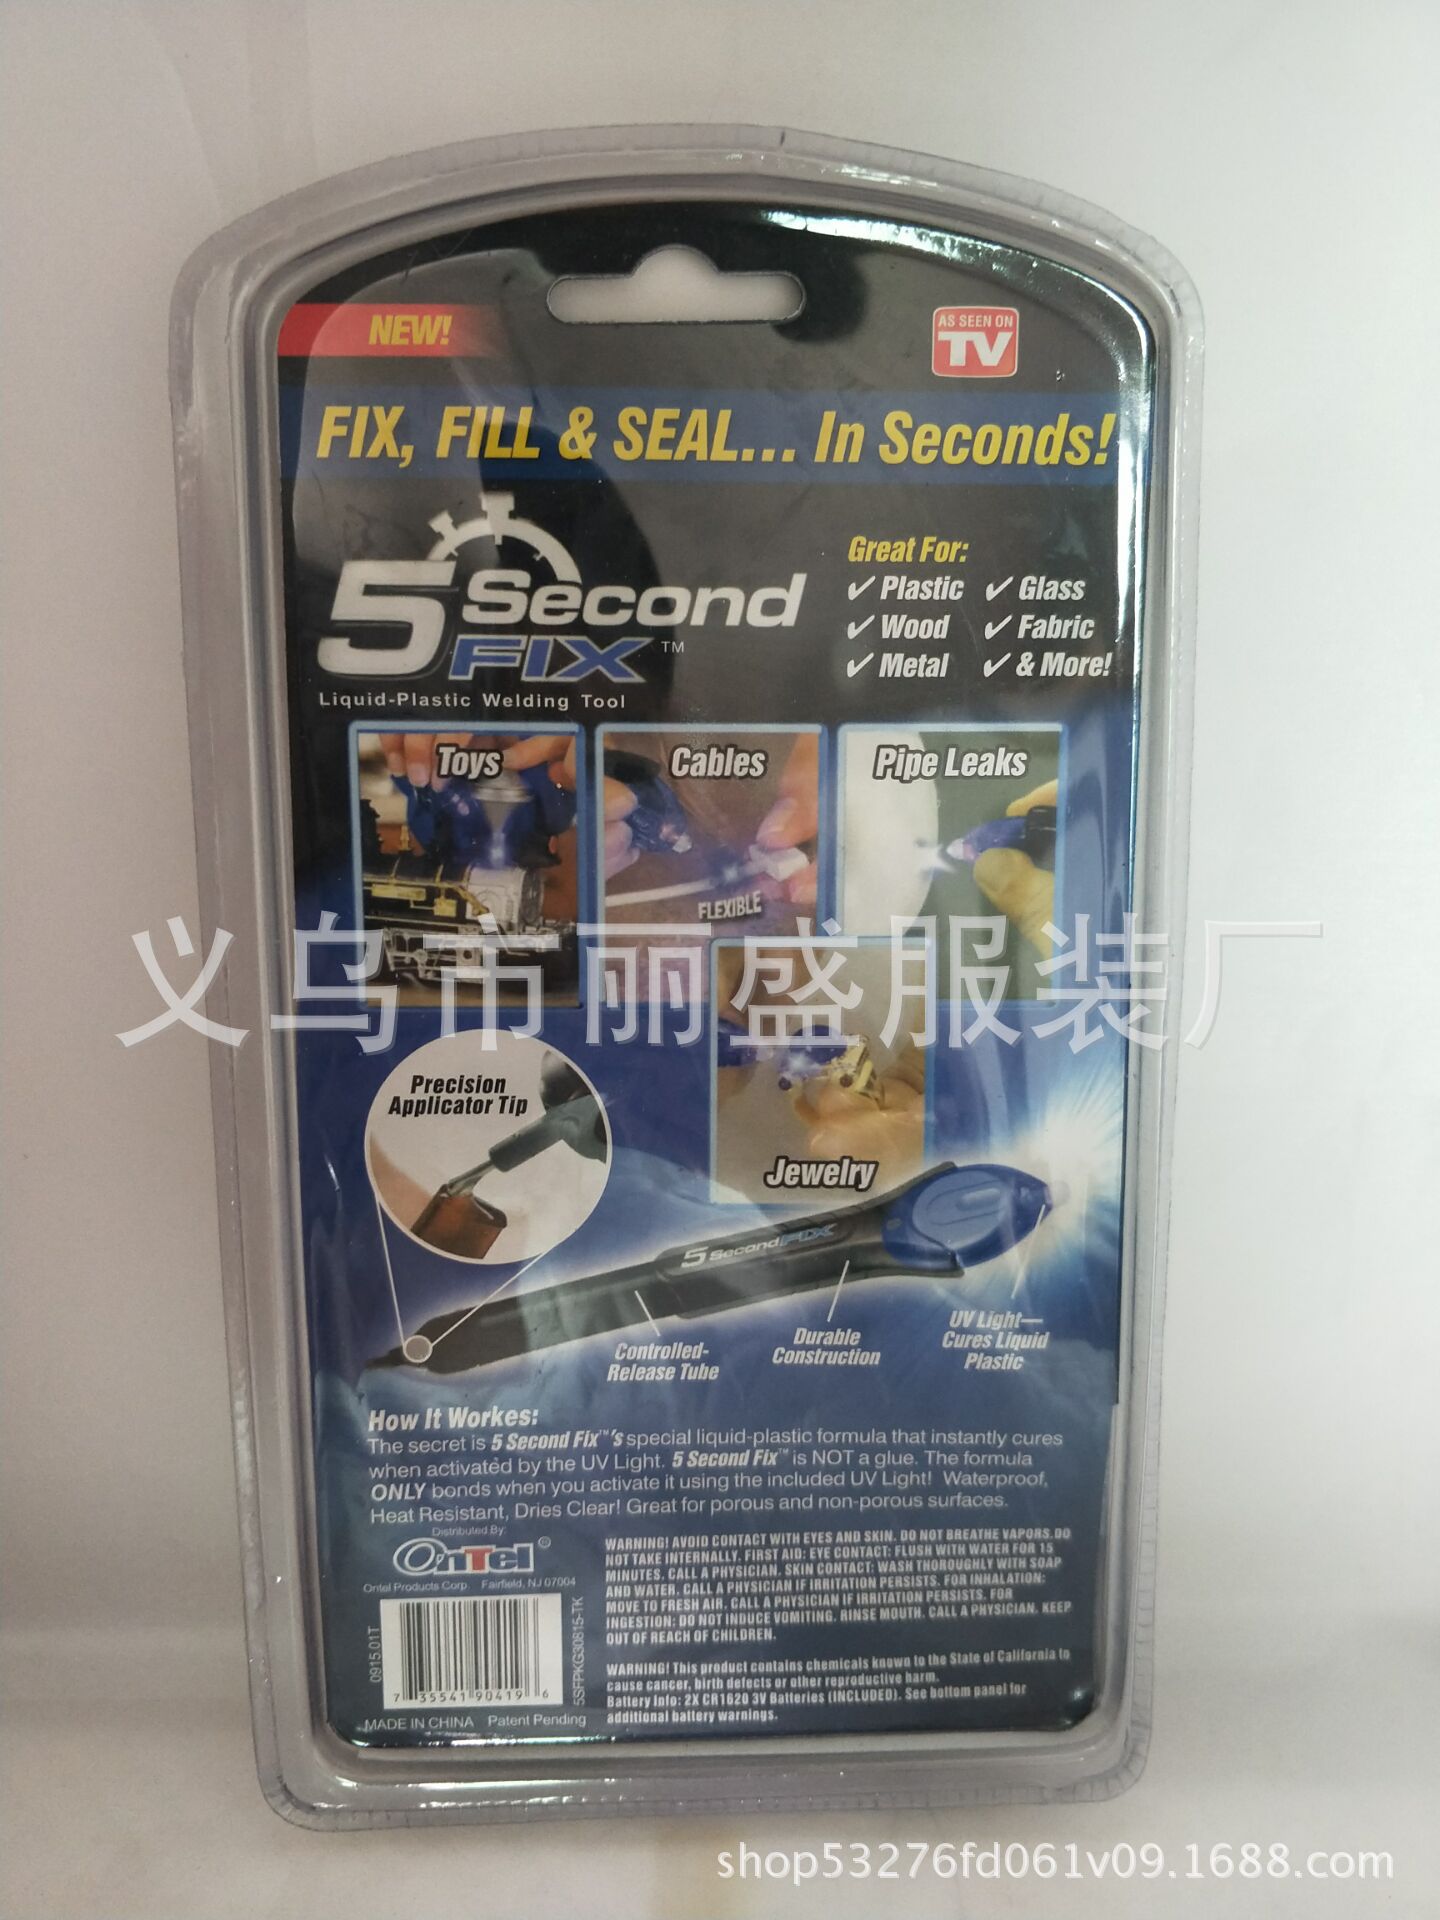 NEW!
AS SEEN ON
TV
FIX, FILL & SEAL... In Seconds!
5 Second
FIX™
Liquid-Plastic Welding Tool
Great For:
✓ Plastic ✓ Glass
✓ Wood ✓ Fabric
✓ Metal ✓ & More!
Toys
Cables
FLEXIBLE
Pipe Leaks
义乌市丽盛服装厂
Jewelry
Precision
Applicator Tip
5 Second FIX
Controlled-
Release Tube
Durable
Construction
UV Light—
Cures Liquid
Plastic
How It Workes:
The secret is 5 Second Fix™'s special liquid-plastic formula that instantly cures
when activated by the UV Light. 5 Second Fix™ is NOT a glue. The formula
ONLY bonds when you activate it using the included UV Light! Waterproof,
Heat Resistant, Dries Clear! Great for porous and non-porous surfaces.
Distributed By:
OnTel®
Ontel Products Corp. Fairfield, NJ 07004
0915 01T
7 35541 90419 6
5SFPKG30815-TK
MADE IN CHINA Patent Pending
WARNING! AVOID CONTACT WITH EYES AND SKIN. DO NOT BREATHE VAPORS. DO
NOT TAKE INTERNALLY. FIRST AID: EYE CONTACT: FLUSH WITH WATER FOR 15
MINUTES. CALL A PHYSICIAN. SKIN CONTACT: WASH THOROUGHLY WITH SOAP
AND WATER. CALL A PHYSICIAN IF IRRITATION PERSISTS. FOR INHALATION:
MOVE TO FRESH AIR. CALL A PHYSICIAN IF IRRITATION PERSISTS. FOR
INGESTION: DO NOT INDUCE VOMITING. RINSE MOUTH. CALL A PHYSICIAN. KEEP
OUT OF REACH OF CHILDREN.
WARNING! This product contains chemicals known to the State of California to
cause cancer, birth defects or other reproductive harm.
Battery Info: 2X CR1620 3V Batteries (INCLUDED). See bottom panel for
additional battery warnings.
shop53276fd061v09.1688.com